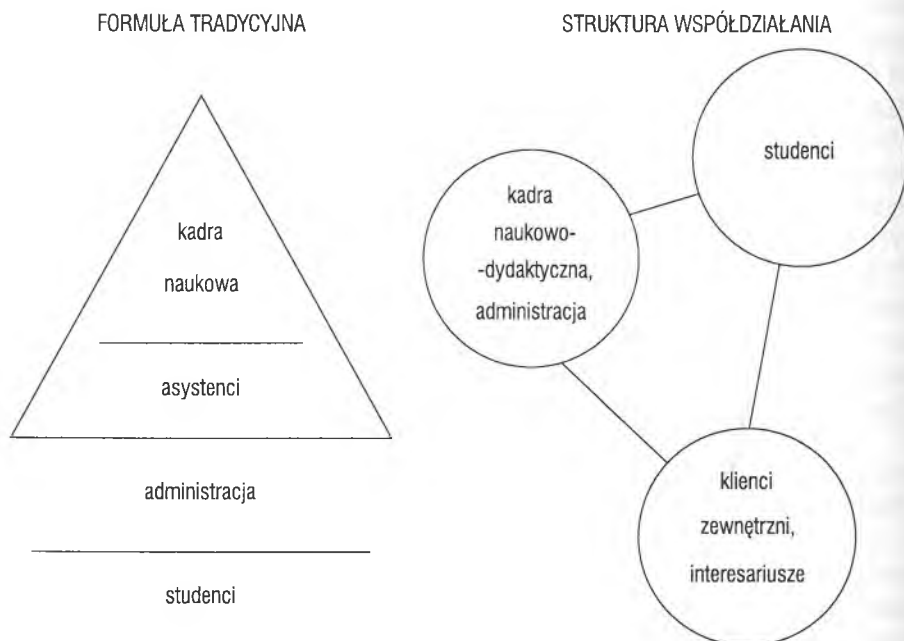 FORMUŁA TRADYCYJNA
kadra
naukowa
asystenci
administracja
studenci
STRUKTURA WSPÓŁDZIAŁANIA
studenci
kadra
naukowo-
-dydaktyczna,
administracja
klienci
zewnętrzni,
interesariusze